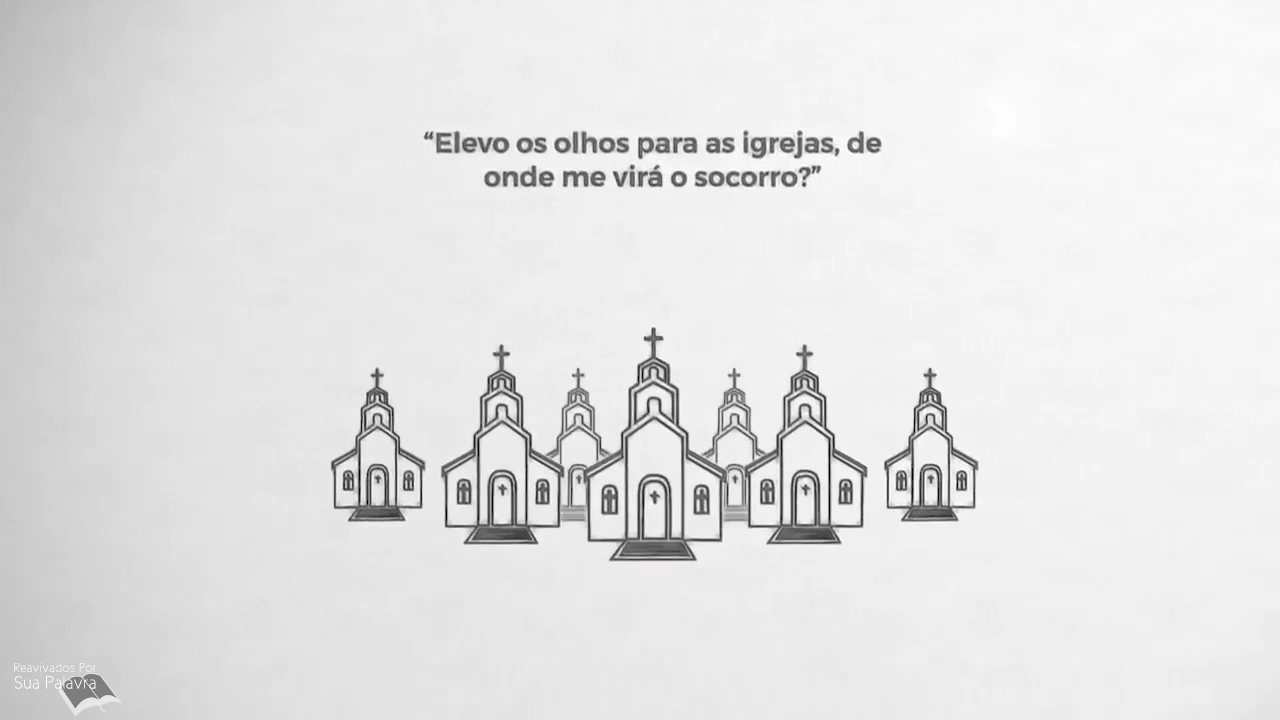 “Elevo os olhos para as igrejas, de
onde me virá o socorro?”
Reavivados Por
Sua Palavra